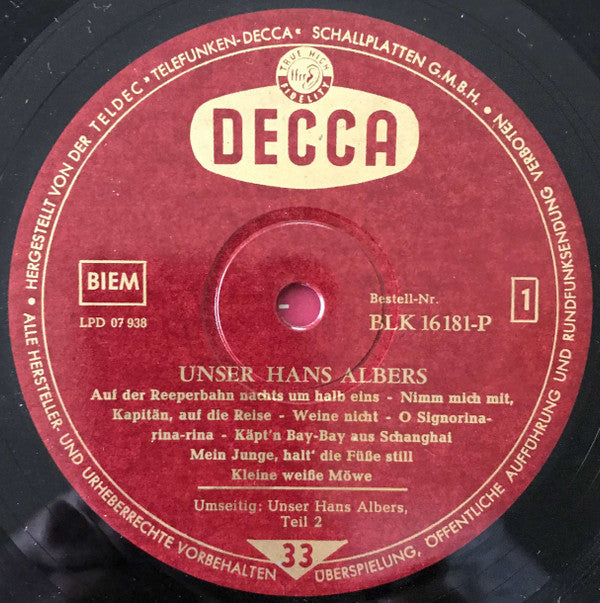 • HERGESTELLT VON DER TELDEC »TELEFUNKEN-DECCA« SCHALLPLATTEN G.M.B.H. •
TRUE HIGH
ffrr
FIDELITY
DECCA
BIEM
LPD 07 938
Bestell-Nr.
BLK 16181-P
1
UNSER HANS ALBERS
Auf der Reeperbahn nachts um halb eins - Nimm mich mit,
Kapitän, auf die Reise - Weine nicht - O Signorina-
rina-rina - Käpt'n Bay-Bay aus Schanghai
Mein Junge, halt' die Füße still
Kleine weiße Möwe
Umseitig: Unser Hans Albers,
Teil 2
33
• ALLE HERSTELLER- UND URHEBERRECHTE VORBEHALTEN ÜBERSPIELUNG, ÖFFENTLICHE AUFFÜHRUNG UND RUNDFUNKSENDUNG VERBOTEN •